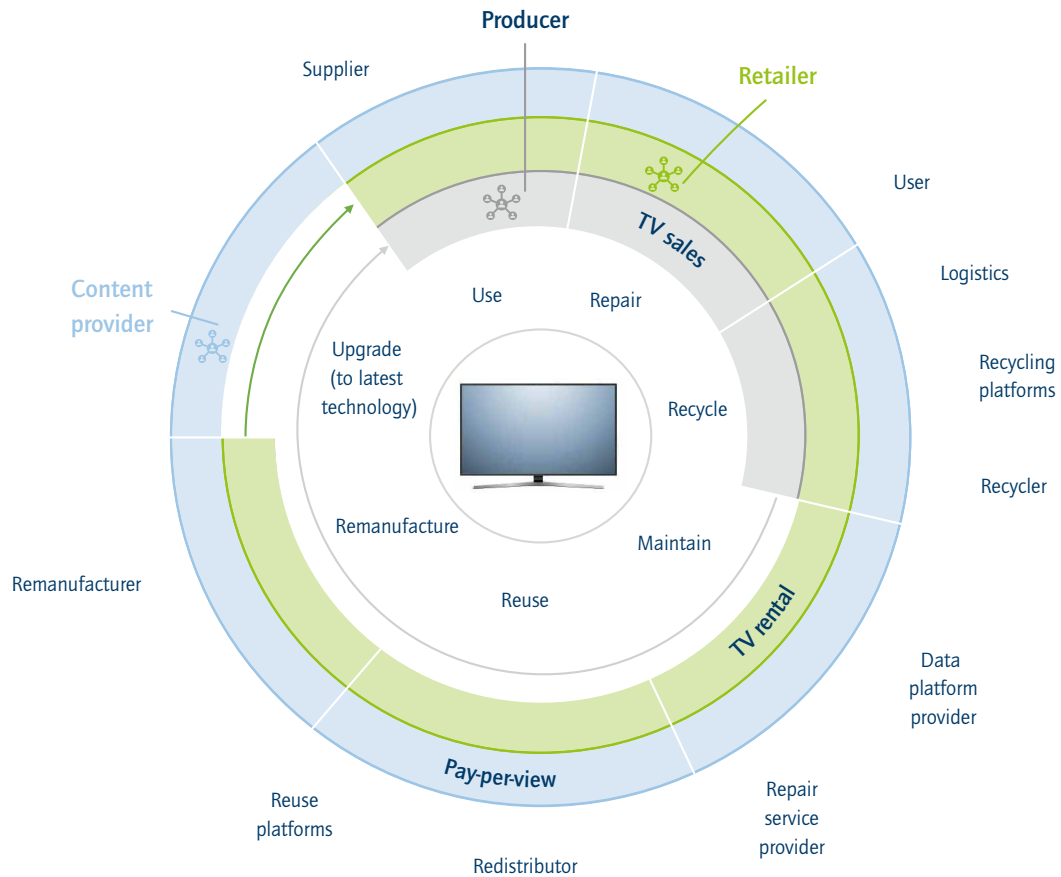 Producer
Supplier
Retailer
User
TV sales
Logistics
Content
provider
Use
Repair
Upgrade
(to latest
technology)
Recycling
platforms
Recycle
Recycler
Remanufacture
Maintain
Remanufacturer
Reuse
TV rental
Data
platform
provider
Pay-per-view
Reuse
platforms
Repair
service
provider
Redistributor